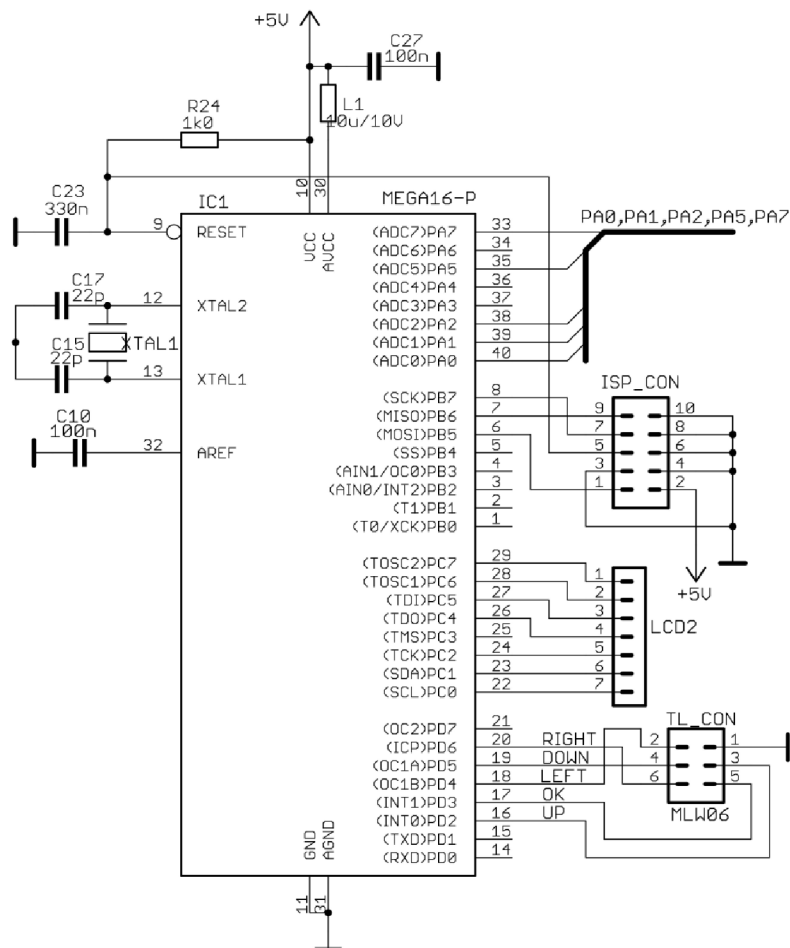 +5V
C27
100n
R24
1k0
L1
10u/10V
10
30
C23
330n
IC1
MEGA16-P
PA0,PA1,PA2,PA5,PA7
9
RESET
VCC
AVCC
(ADC7)PA7
33
(ADC6)PA6
34
(ADC5)PA5
35
(ADC4)PA4
36
(ADC3)PA3
37
(ADC2)PA2
38
(ADC1)PA1
39
(ADC0)PA0
40
C17
22p
12
XTAL2
XTAL1
C15
22p
13
XTAL1
C10
100n
32
AREF
(SCK)PB7
8
(MISO)PB6
7
(MOSI)PB5
6
(SS)PB4
5
(AIN1/OC0)PB3
4
(AIN0/INT2)PB2
3
(T1)PB1
2
(T0/XCK)PB0
1
ISP_CON
9
10
7
8
5
6
3
4
1
2
+5V
(TOSC2)PC7
29
(TOSC1)PC6
28
(TDI)PC5
27
(TDO)PC4
26
(TMS)PC3
25
(TCK)PC2
24
(SDA)PC1
23
(SCL)PC0
22
1
2
3
4
5
6
7
LCD2
(OC2)PD7
21
(ICP)PD6
20
RIGHT
(OC1A)PD5
19
DOWN
(OC1B)PD4
18
LEFT
(INT1)PD3
17
OK
(INT0)PD2
16
UP
(TXD)PD1
15
(RXD)PD0
14
TL_CON
2
1
4
3
6
5
MLW06
GND
AGND
11
31